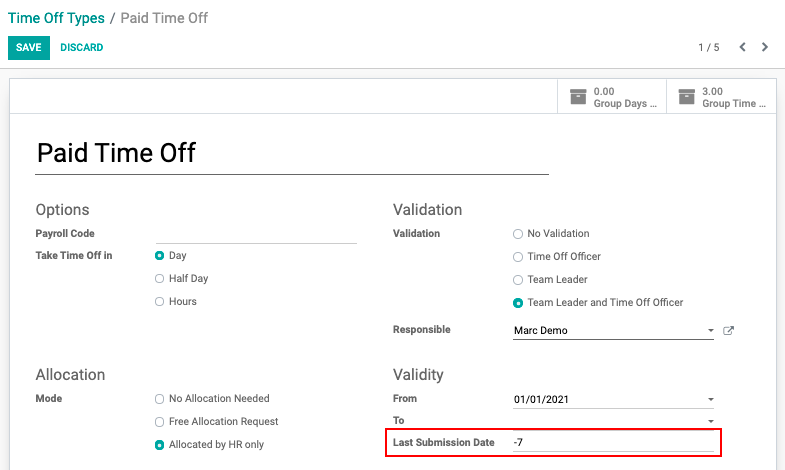 Time Off Types / Paid Time Off
SAVE DISCARD 1 / 5
0.00 3.00
Group Days ... Group Time ...
Paid Time Off
Options Validation
Payroll Code Validation No Validation
Take Time Off in Day Time Off Officer
Half Day Team Leader
Hours Team Leader and Time Off Officer
Responsible Marc Demo
Allocation Validity
Mode No Allocation Needed From 01/01/2021
Free Allocation Request To
Allocated by HR only Last Submission Date -7